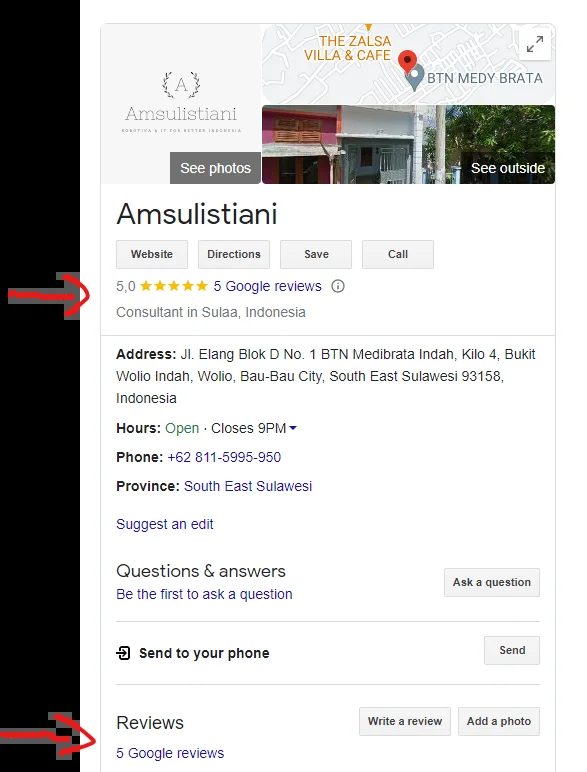 THE ZALSA
VILLA & CAFE
BTN MEDY BRATA
A
Amsulistiani
ROBOTIKA & IT FOR BETTER INDONESIA
See photos
See outside
Amsulistiani
Website Directions Save Call
5,0 5 Google reviews
Consultant in Sulaa, Indonesia
Address: Jl. Elang Blok D No. 1 BTN Medibrata Indah, Kilo 4, Bukit
Wolio Indah, Wolio, Bau-Bau City, South East Sulawesi 93158,
Indonesia
Hours: Open · Closes 9PM
Phone: +62 811-5995-950
Province: South East Sulawesi
Suggest an edit
Questions & answers
Be the first to ask a question
Ask a question
Send to your phone
Send
Reviews
Write a review
Add a photo
5 Google reviews